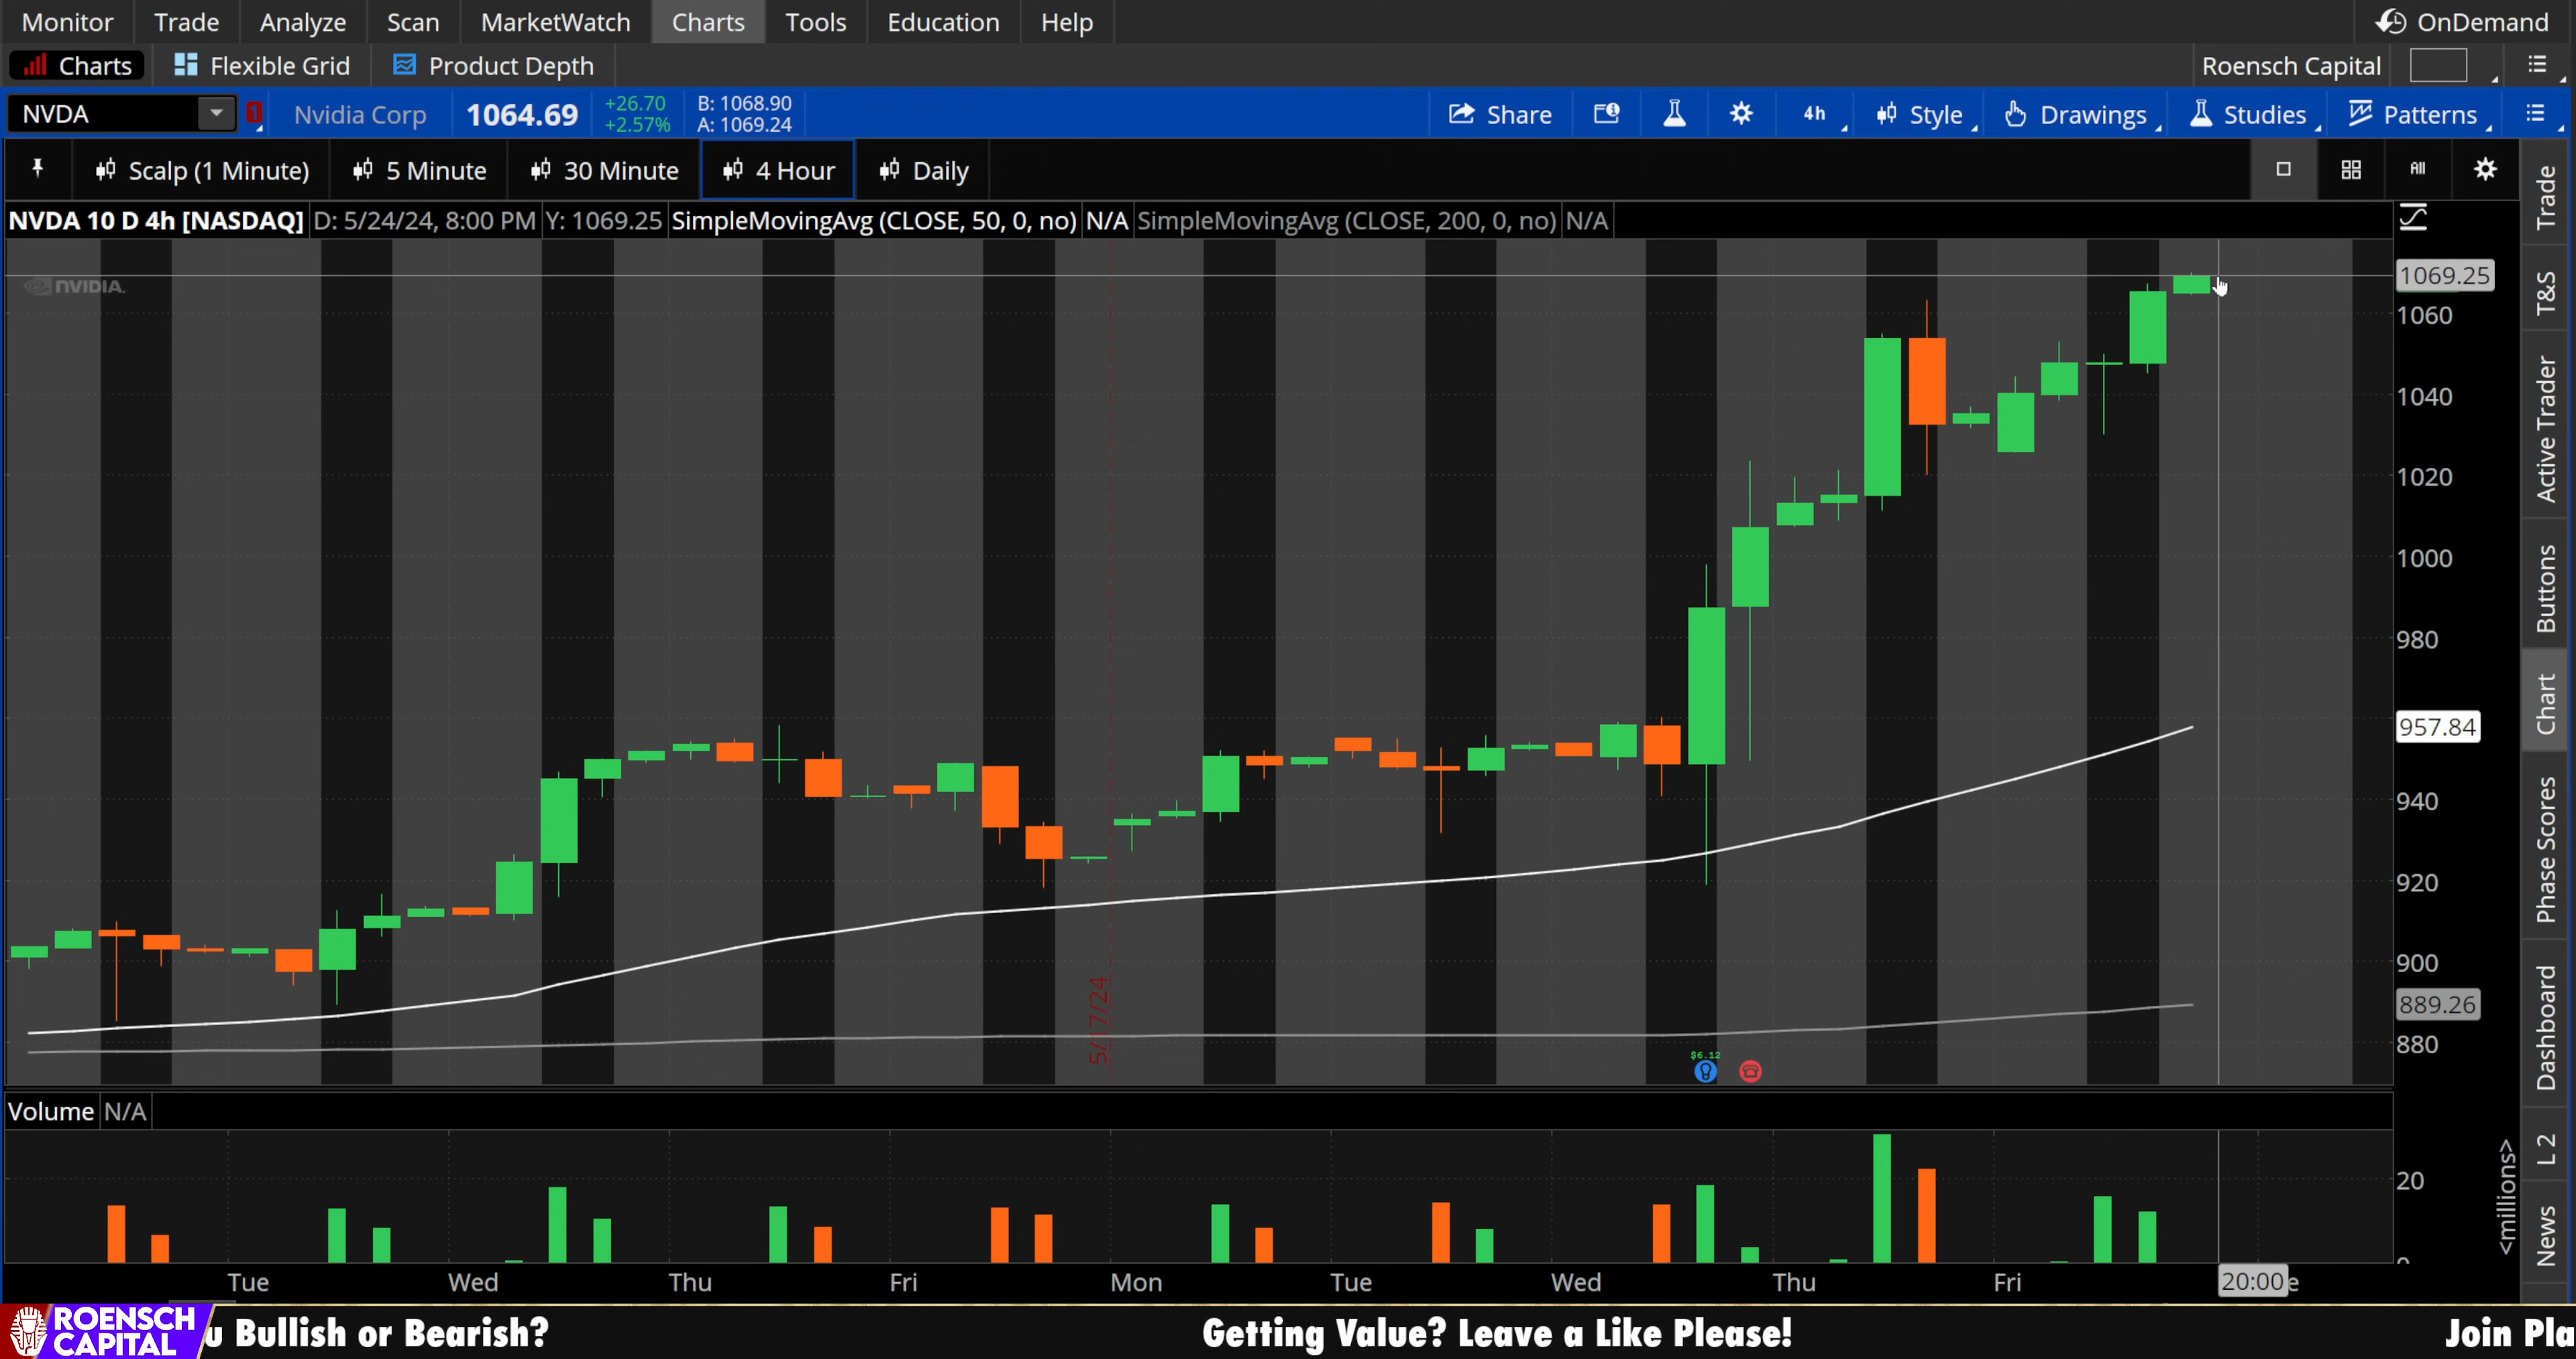 Monitor Trade Analyze Scan MarketWatch Charts Tools Education Help OnDemand
Charts Flexible Grid Product Depth Roensch Capital
NVDA 1 Nvidia Corp 1064.69 +26.70 B: 1068.90 Share 4h Style Drawings Studies Patterns
+2.57% A: 1069.24
Scalp (1 Minute) 5 Minute 30 Minute 4 Hour Daily All
NVDA 10 D 4h [NASDAQ] D: 5/24/24, 8:00 PM Y: 1069.25 SimpleMovingAvg (CLOSE, 50, 0, no) N/A SimpleMovingAvg (CLOSE, 200, 0, no) N/A
NVIDIA.
1069.25
1060
1040
1020
1000
980
957.84
940
920
900
889.26
880
5/17/24
$6.12
Volume N/A
20
0
<millions>
Tue Wed Thu Fri Mon Tue Wed Thu Fri 20:00 e
Trade
T&S
Active Trader
Buttons
Chart
Phase Scores
Dashboard
L 2
News
ROENSCH
CAPITAL
u Bullish or Bearish? Getting Value? Leave a Like Please! Join Pla